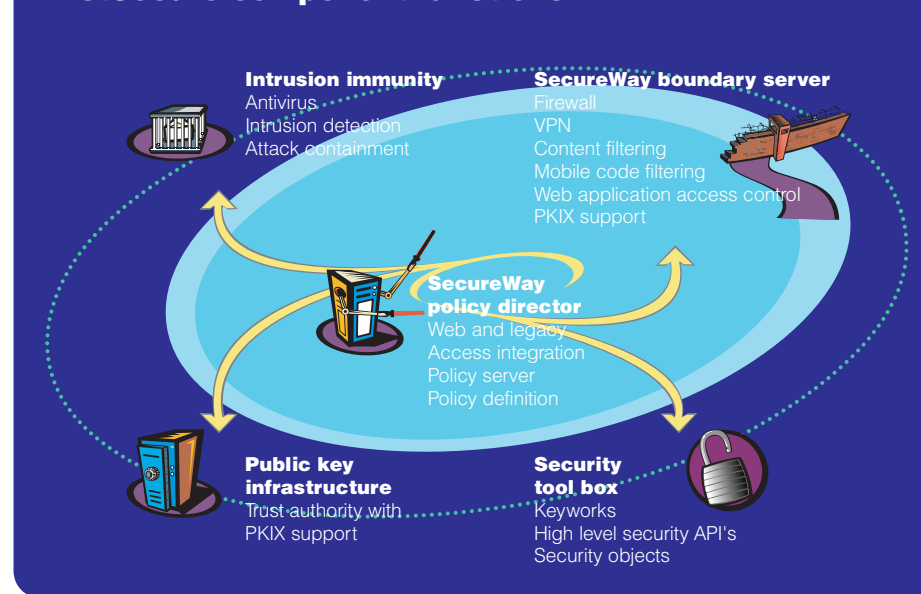 Intrusion immunity
Antivirus
Intrusion detection
Attack containment
SecureWay boundary server
Firewall
VPN
Content filtering
Mobile code filtering
Web application access control
PKIX support
SecureWay
policy director
Web and legacy
Access integration
Policy server
Policy definition
Public key
infrastructure
Trust authority with
PKIX support
Security
tool box
Keyworks
High level security API's
Security objects